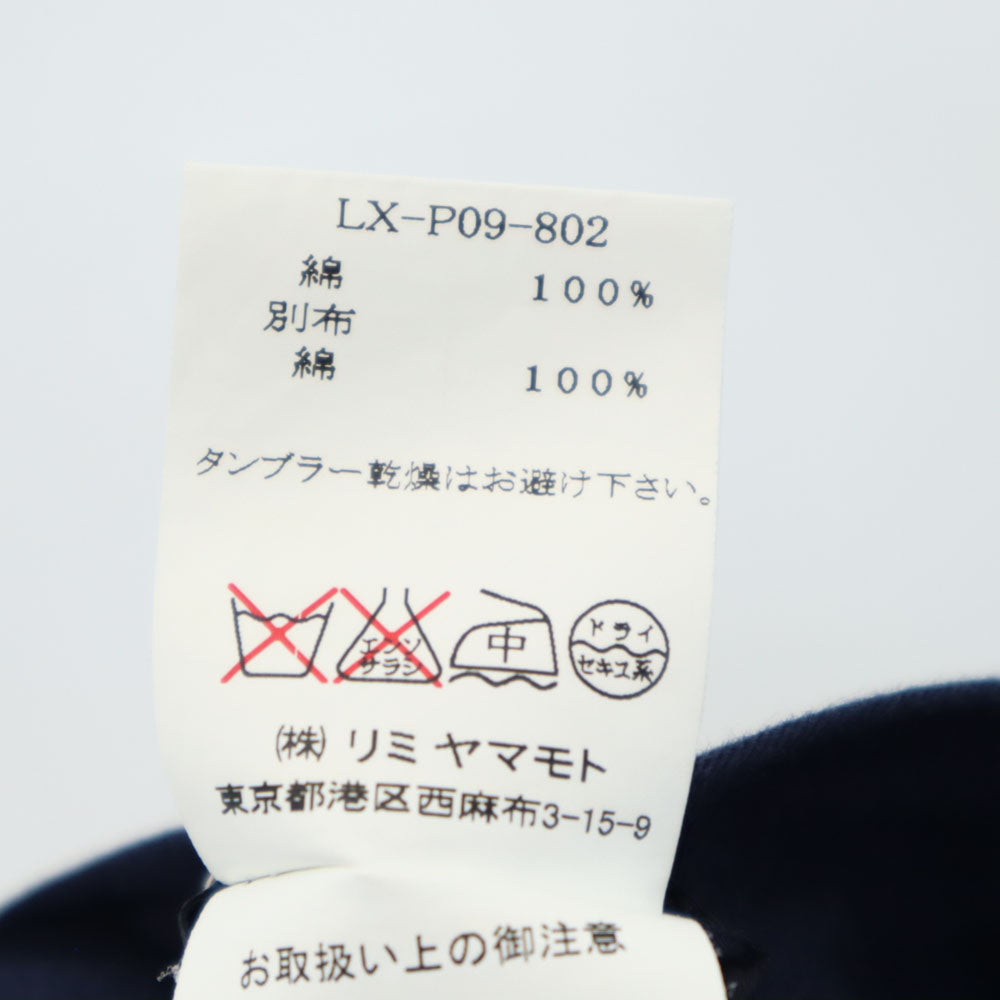 LX-P09-802
綿 100%
別布
綿 100%
タンブラー乾燥はお避け下さい。
エンソ
サラシ
中
ドライ
セキユ系
㈱ リミ ヤマモト
東京都港区西麻布3-15-9
お取扱い上の御注意